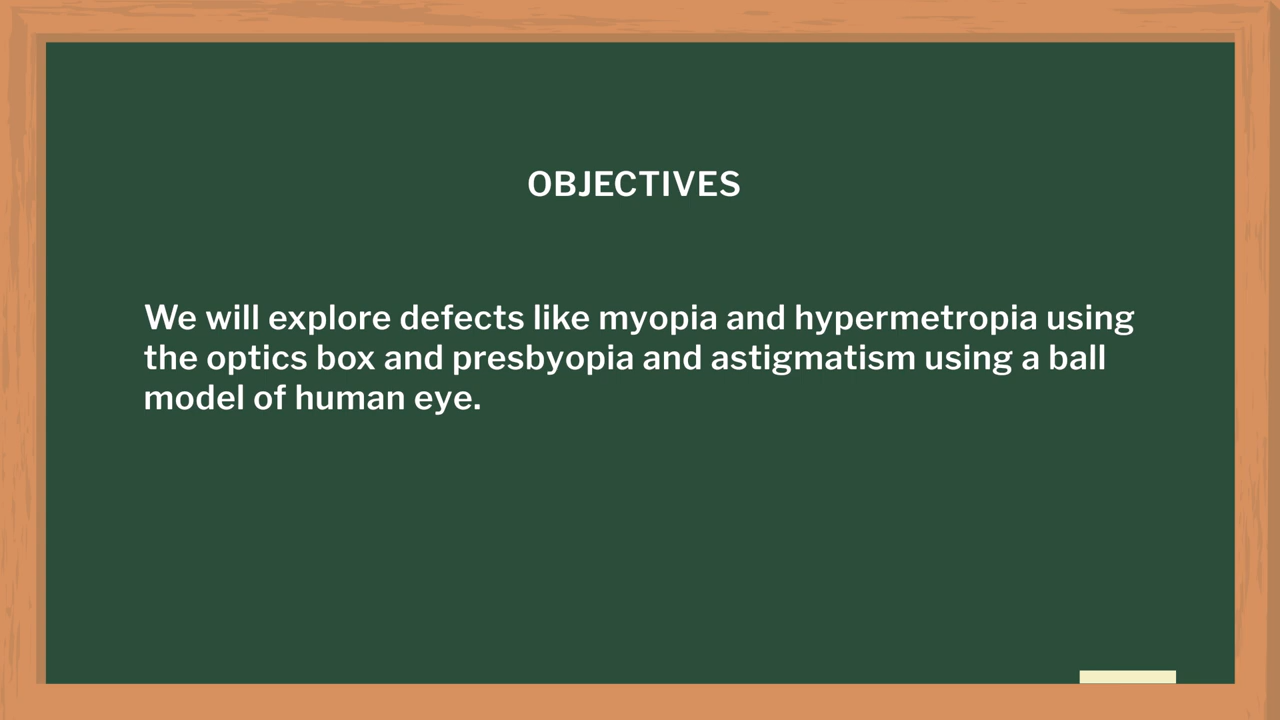 OBJECTIVES
We will explore defects like myopia and hypermetropia using
the optics box and presbyopia and astigmatism using a ball
model of human eye.